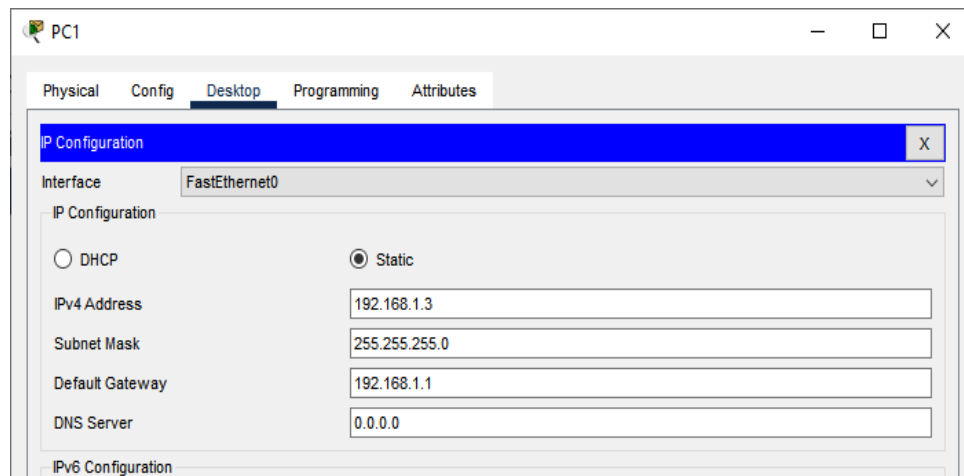 PC1
Physical Config Desktop Programming Attributes
IP Configuration X
Interface FastEthernet0
IP Configuration
DHCP Static
IPv4 Address 192.168.1.3
Subnet Mask 255.255.255.0
Default Gateway 192.168.1.1
DNS Server 0.0.0.0
IPv6 Configuration